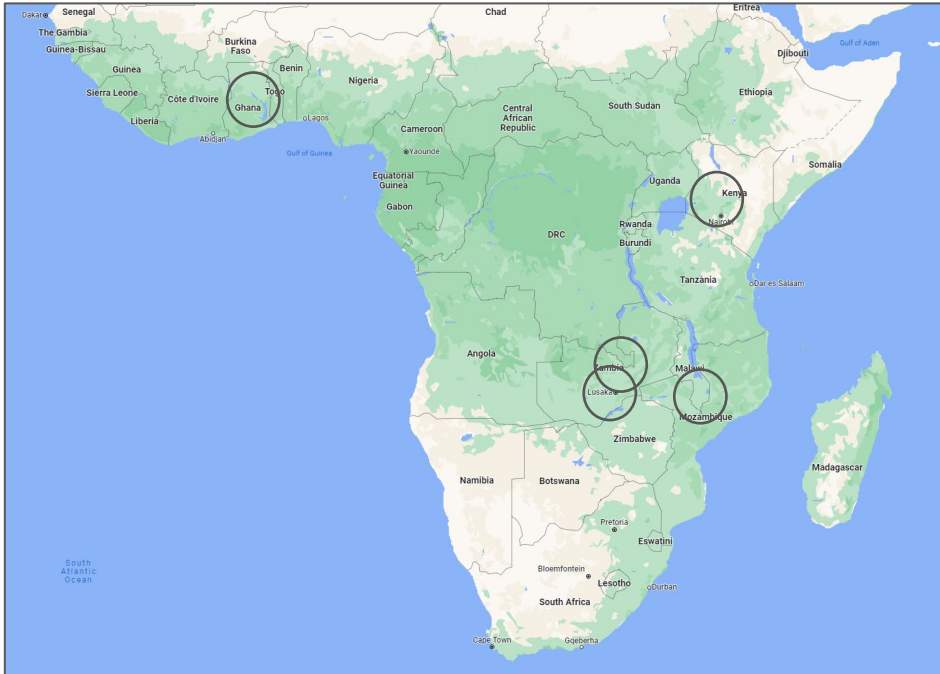 Dakar
Senegal
The Gambia
Guinea-Bissau
Guinea
Sierra Leone
Liberia
Côte d'Ivoire
Abidjan
Burkina
Faso
Ghana
Togo
Benin
Lagos
Nigeria
Gulf of Guinea
Chad
Cameroon
Yaoundé
Equatorial
Guinea
Gabon
Central
African
Republic
South Sudan
Eritrea
Djibouti
Gulf of Aden
Ethiopia
Somalia
Uganda
Kenya
Nairobi
Rwanda
Burundi
DRC
Tanzania
Dar es Salaam
Angola
Zambia
Lusaka
Malawi
Mozambique
Zimbabwe
Madagascar
Namibia
Botswana
Pretoria
Eswatini
Bloemfontein
Lesotho
Durban
South Africa
Cape Town
Gqeberha
South
Atlantic
Ocean